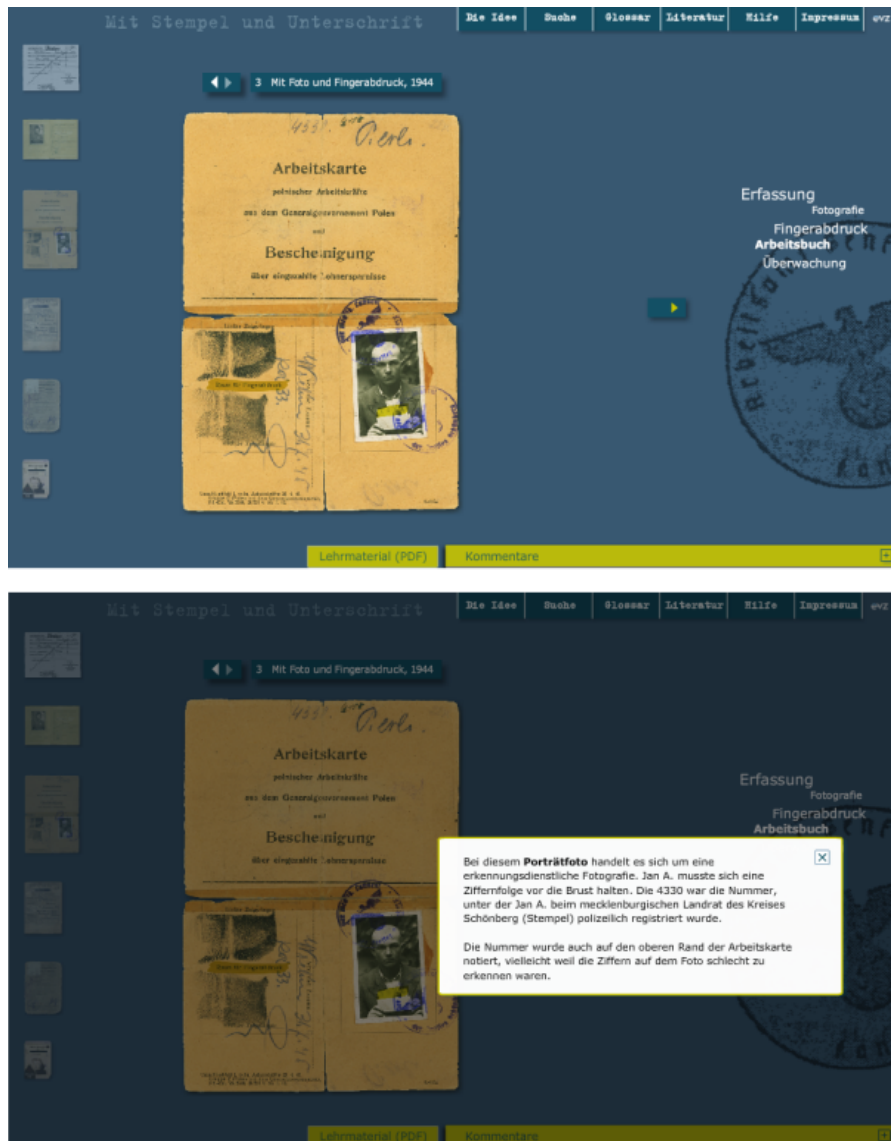 Mit Stempel und Unterschrift
Die Idee Suche Glossar Literatur Hilfe Impressum evz
3 Mit Foto und Fingerabdruck, 1944
Arbeitskarte
polnischer Arbeitskräfte
aus dem Generalgouvernement Polen
und
Bescheinigung
über eingezahlte Lohnersparnisse
Erfassung
Fotografie
Fingerabdruck
Arbeitsbuch
Überwachung
Lehrmaterial (PDF) Kommentare
Mit Stempel und Unterschrift
Die Idee Suche Glossar Literatur Hilfe Impressum evz
3 Mit Foto und Fingerabdruck, 1944
Arbeitskarte
polnischer Arbeitskräfte
aus dem Generalgouvernement Polen
und
Bescheinigung
über eingezahlte Lohnersparnisse
Erfassung
Fotografie
Fingerabdruck
Arbeitsbuch
Bei diesem Porträtfoto handelt es sich um eine
erkennungsdienstliche Fotografie. Jan A. musste sich eine
Ziffernfolge vor die Brust halten. Die 4330 war die Nummer,
unter der Jan A. beim mecklenburgischen Landrat des Kreises
Schönberg (Stempel) polizeilich registriert wurde.
Die Nummer wurde auch auf den oberen Rand der Arbeitskarte
notiert, vielleicht weil die Ziffern auf dem Foto schlecht zu
erkennen waren.
Lehrmaterial (PDF) Kommentare